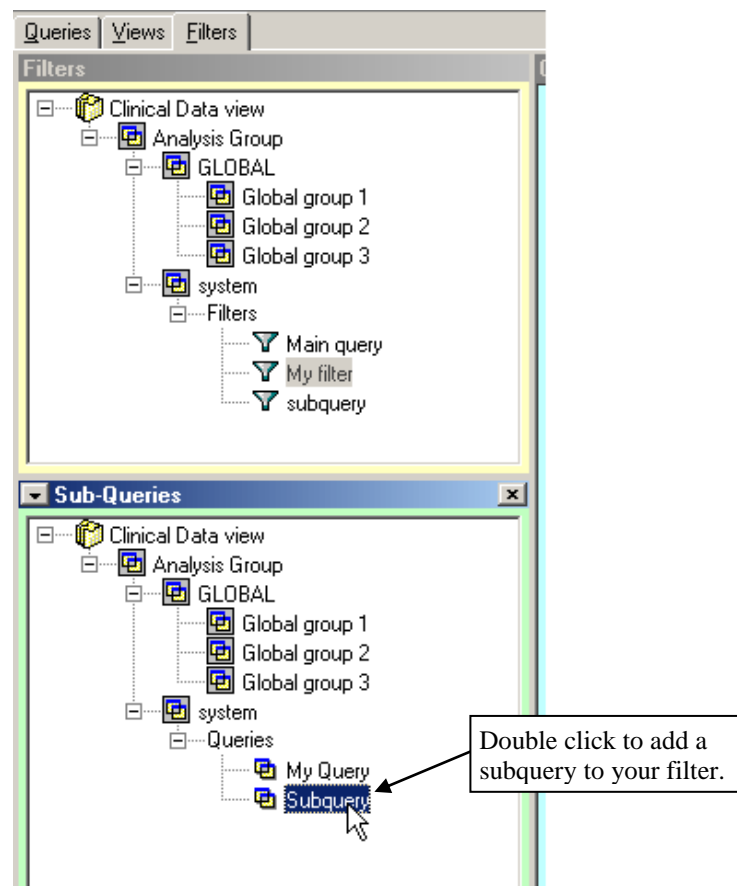 Queries Views Filters
Filters
Clinical Data view
Analysis Group
GLOBAL
Global group 1
Global group 2
Global group 3
system
Filters
Main query
My filter
subquery
Sub-Queries
Clinical Data view
Analysis Group
GLOBAL
Global group 1
Global group 2
Global group 3
system
Queries
My Query
Subquery
Double click to add a
subquery to your filter.